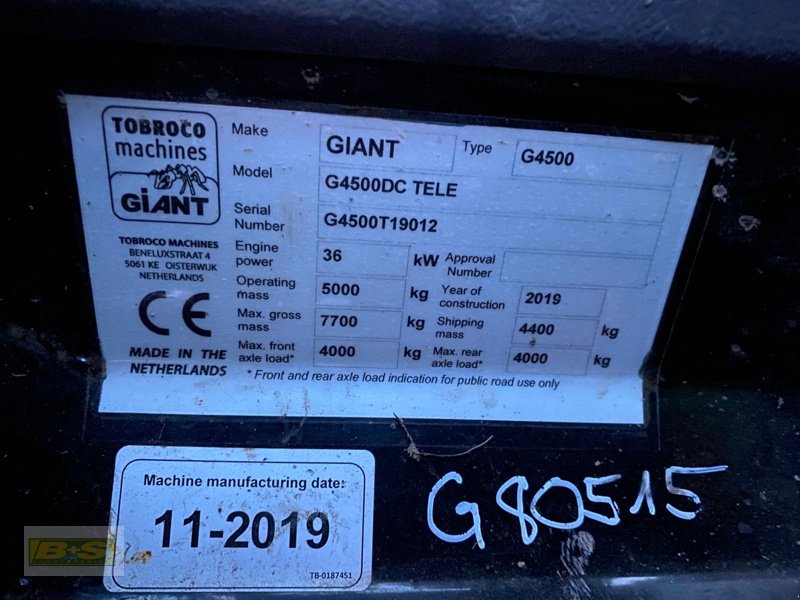 TOBROCO
machines
GiANT
TOBROCO MACHINES
BENELUXSTRAAT 4
5061 KE OISTERWIJK
NETHERLANDS
CE
MADE IN THE
NETHERLANDS
Make GIANT Type G4500
Model G4500DC TELE
Serial
Number G4500T19012
Engine
power 36 kW Approval
Number
Operating
mass 5000 kg Year of
construction 2019
Max. gross
mass 7700 kg Shipping
mass 4400 kg
Max. front
axle load* 4000 kg Max. rear
axle load* 4000 kg
* Front and rear axle load indication for public road use only
Machine manufacturing date:
11-2019
TB-0187451
G80515
B+S